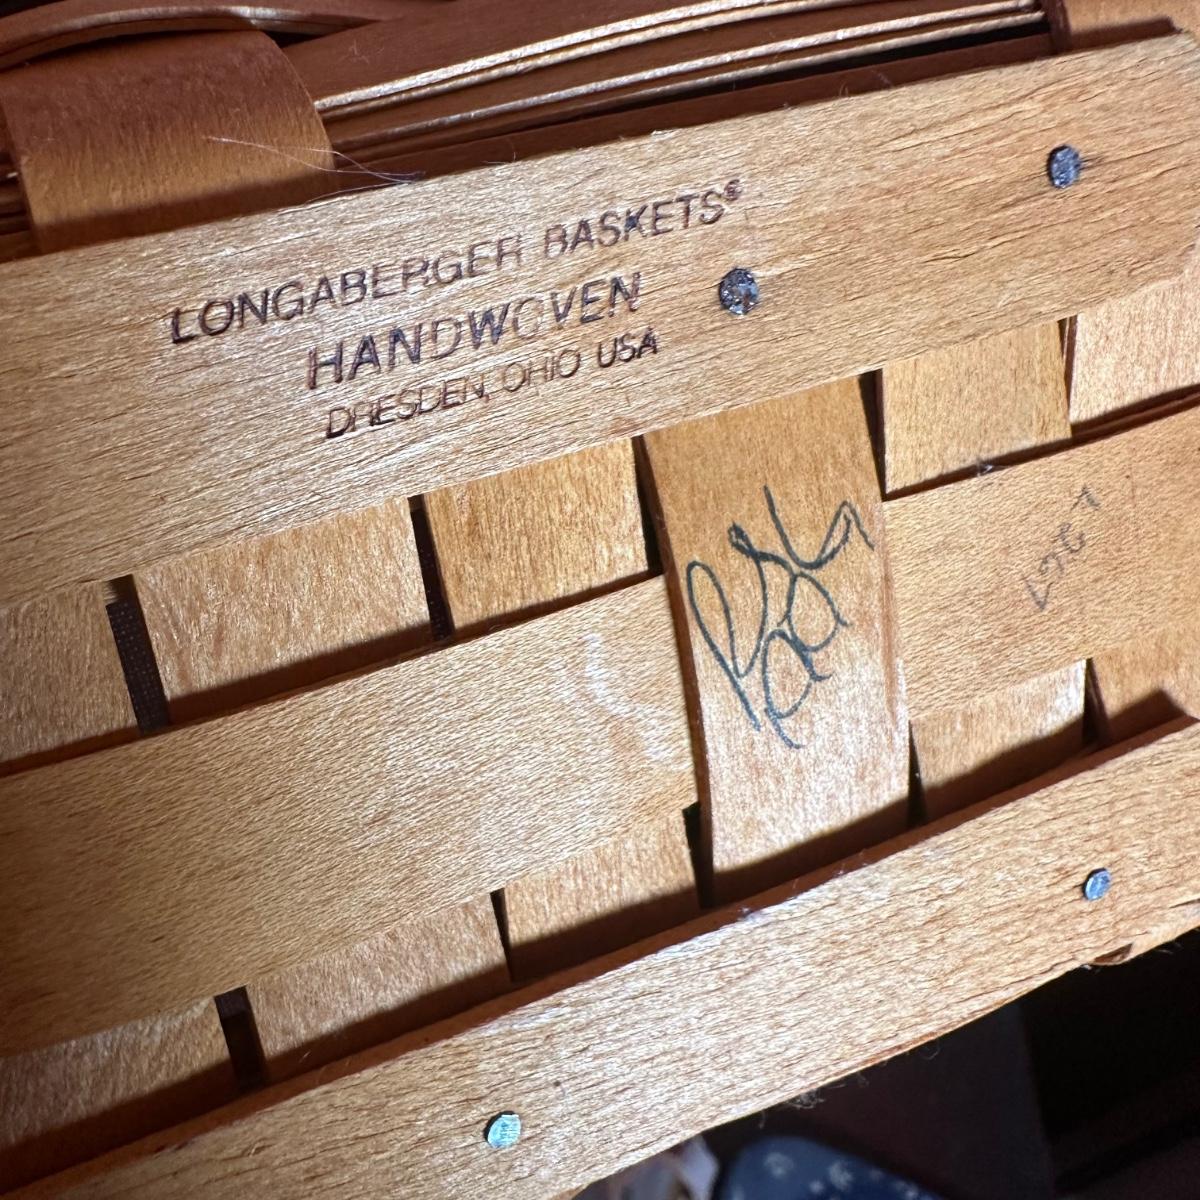 LONGABERGER BASKETS®
HANDWOVEN
DRESDEN, OHIO USA